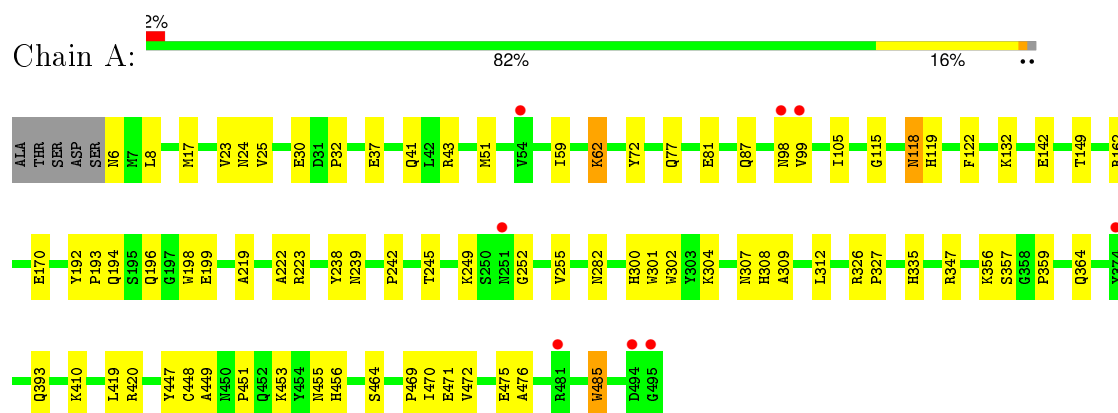 2%
Chain A:
82% 16% ••
ALA THR SER ASP SER N6 M7 L8 M17 V23 N24 V25 E30 D31 P32 E37 Q41 L42 R43 M51 V54 I59 K62 Y72 Q77 E81 Q87 N98 V99 I105 G115 N118 H119 F122 K132 E142 T149 R162
E170 Y192 P193 Q194 S195 Q196 G197 W198 E199 A219 A222 R223 Y238 N239 P242 T245 K249 S250 N251 G252 V255 N282 H300 W301 W302 Y303 K304 N307 H308 A309 L312 R326 P327 H335 R347 K356 S357 G358 P359 Q364 Y374
Q393 K410 L419 R420 Y447 C448 A449 N450 P451 Q452 K453 Y454 N455 H456 S464 P469 I470 E471 V472 E475 A476 R481 W485 D494 G495